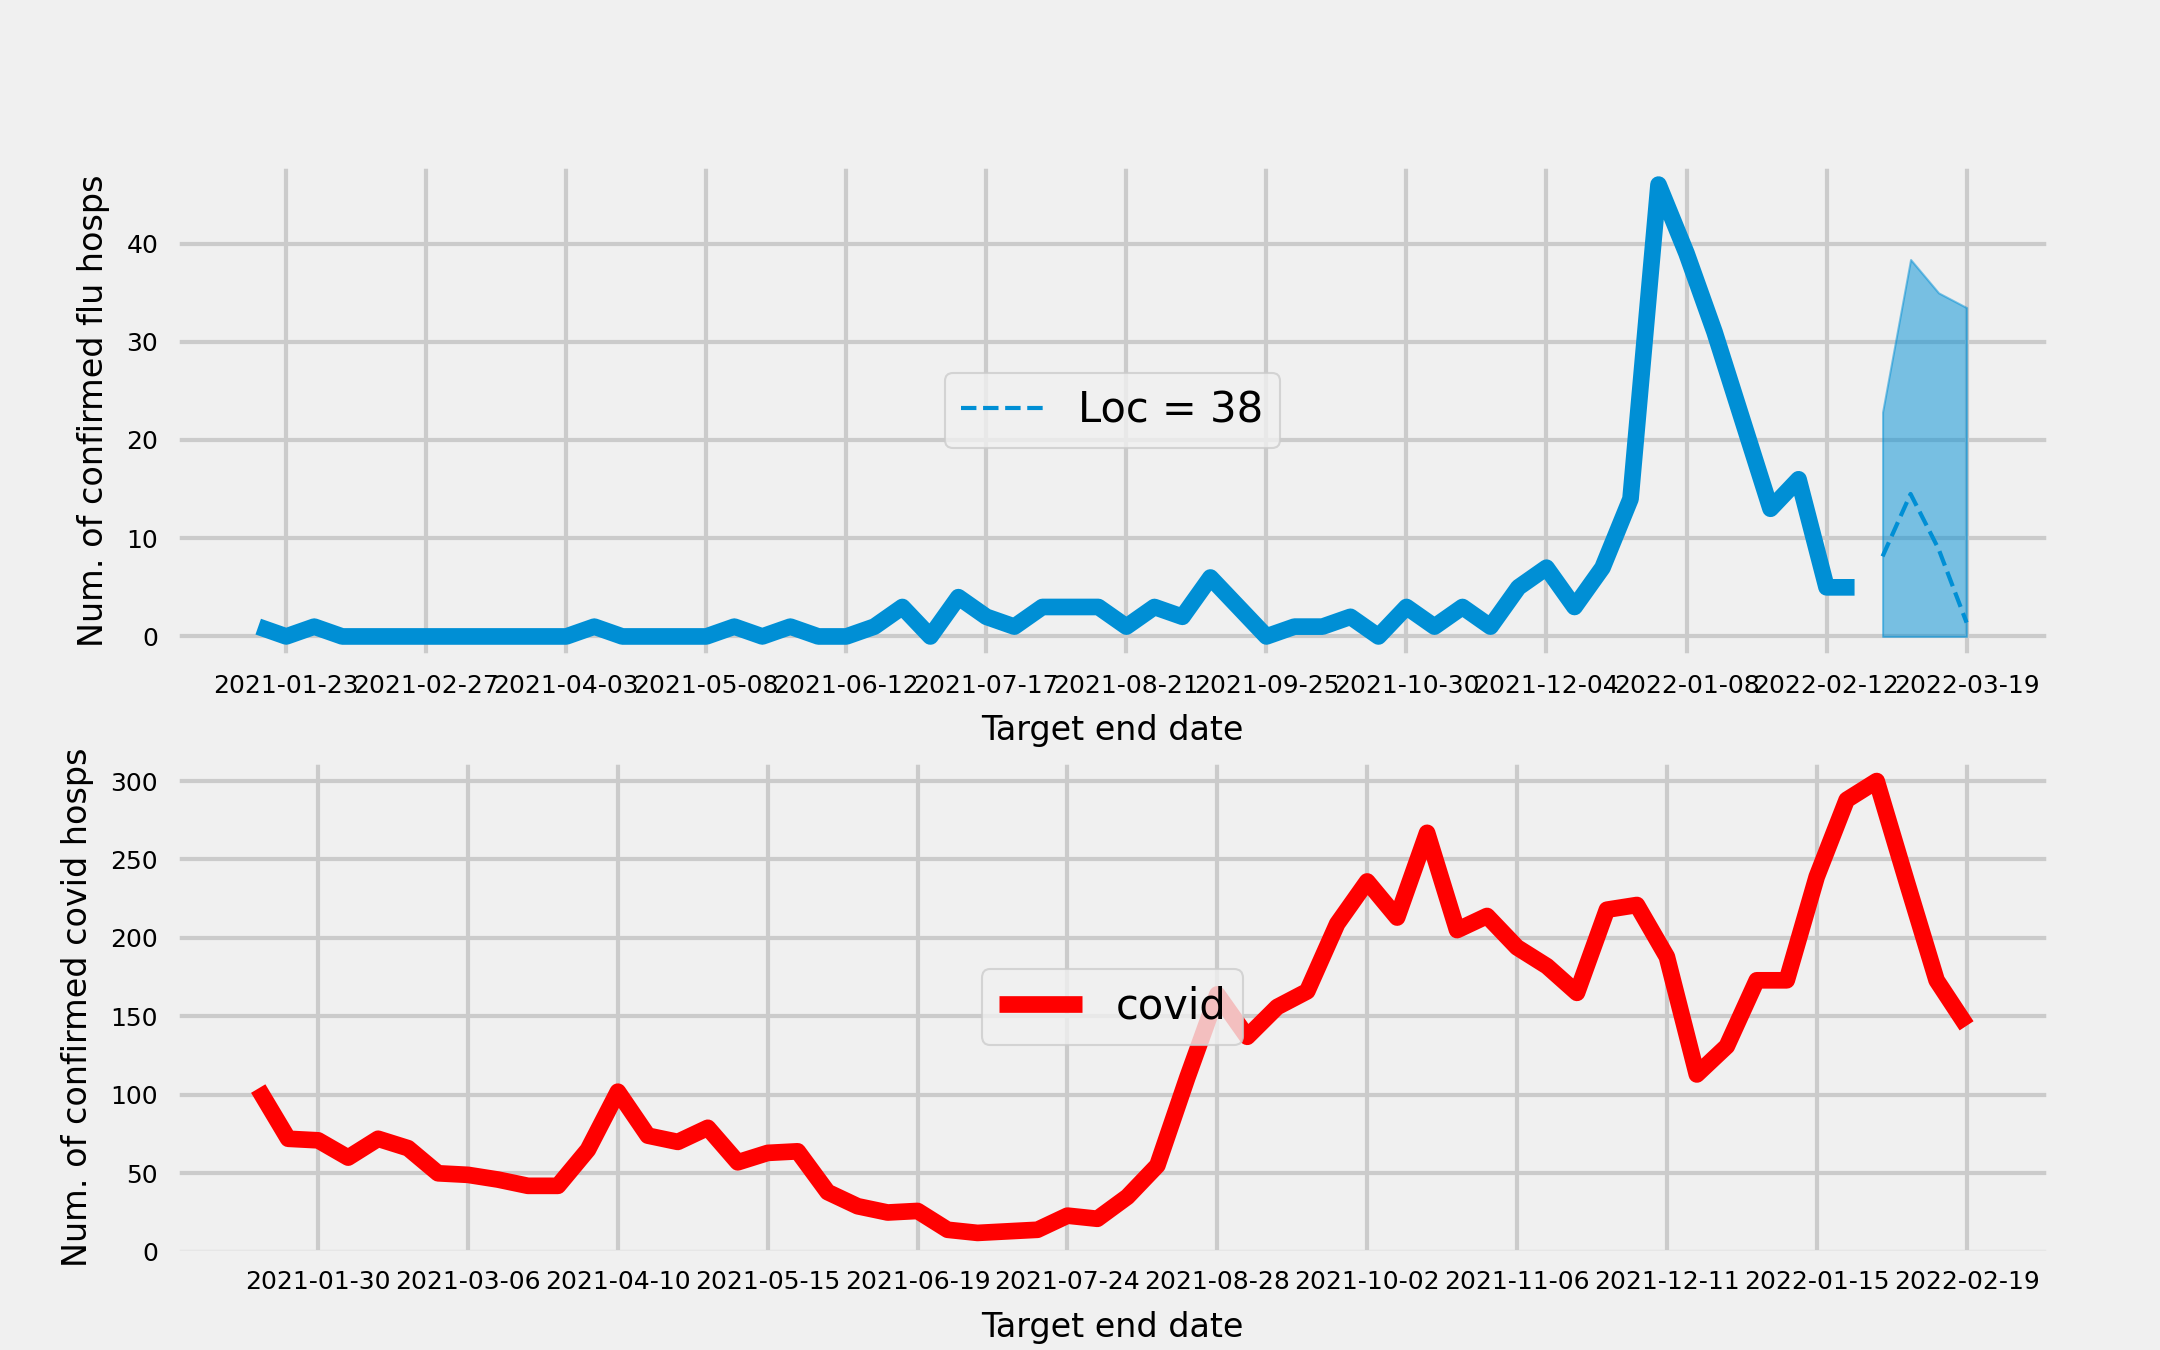 Num. of confirmed flu hosps
40
30
20
10
0
Loc = 38
2021-01-23 2021-02-27 2021-04-03 2021-05-08 2021-06-12 2021-07-17 2021-08-21 2021-09-25 2021-10-30 2021-12-04 2022-01-08 2022-02-12 2022-03-19
Target end date
Num. of confirmed covid hosps
300
250
200
150
100
50
0
covid
2021-01-30 2021-03-06 2021-04-10 2021-05-15 2021-06-19 2021-07-24 2021-08-28 2021-10-02 2021-11-06 2021-12-11 2022-01-15 2022-02-19
Target end date